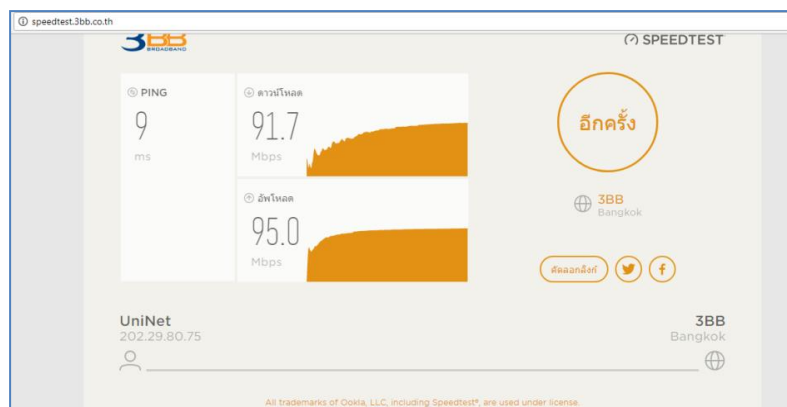 speedtest.3bb.co.th
3BB
BROADBAND
SPEEDTEST
PING
9
ms
ดาวน์โหลด
91.7
Mbps
อัพโหลด
95.0
Mbps
อีกครั้ง
3BB
Bangkok
คัดลอกลิงก์
UniNet
202.29.80.75
3BB
Bangkok
All trademarks of Ookla, LLC, including Speedtest®, are used under license.